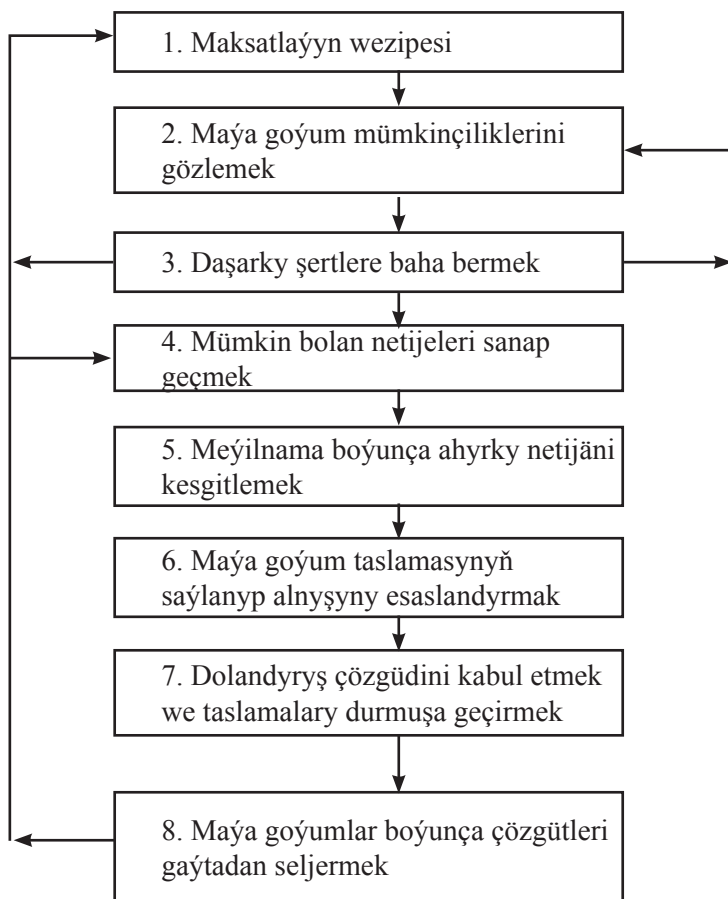 1. Maksatlaýyn wezipesi
2. Maýa goýum mümkinçiliklerini
gözlemek
3. Daşarky şertlere baha bermek
4. Mümkin bolan netijeleri sanap
geçmek
5. Meýilnama boýunça ahyrky netijäni
kesgitlemek
6. Maýa goýum taslamasynyň
saýlanyp alnyşyny esaslandyrmak
7. Dolandyryş çözgüdini kabul etmek
we taslamalary durmuşa geçirmek
8. Maýa goýumlar boýunça çözgütleri
gaýtadan seljermek